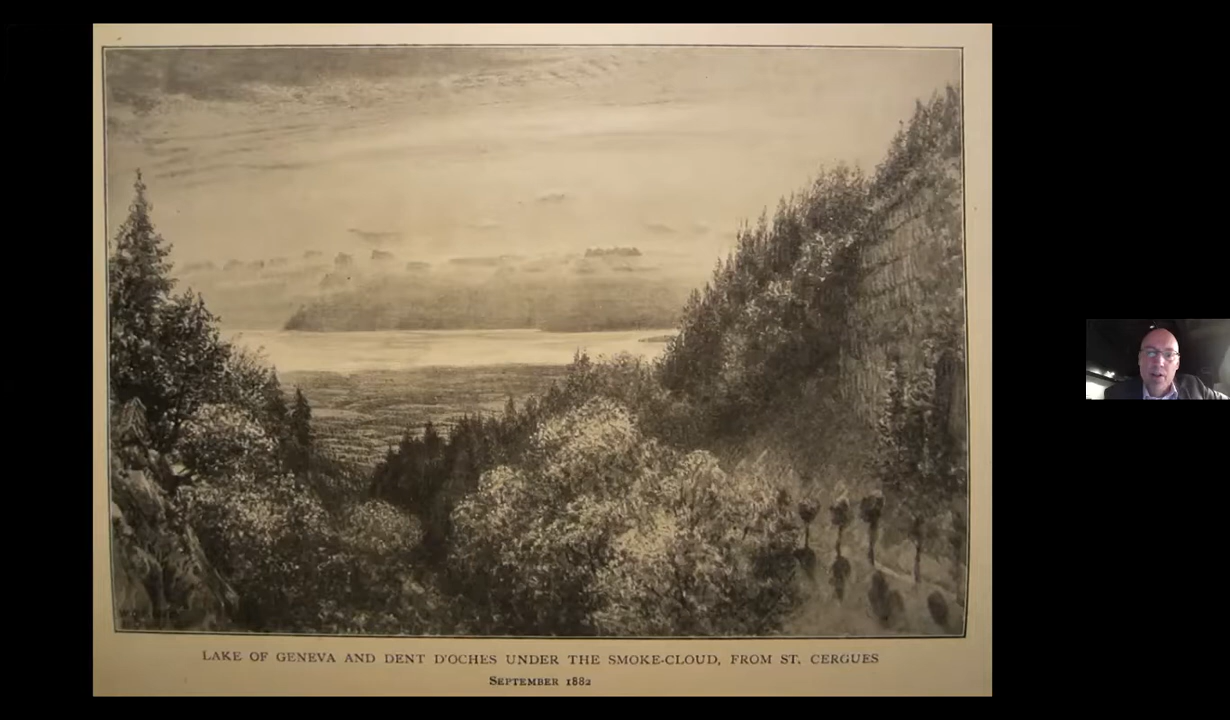 LAKE OF GENEVA AND DENT D'OCHES UNDER THE SMOKE-CLOUD, FROM ST. CERGUES
SEPTEMBER 1882